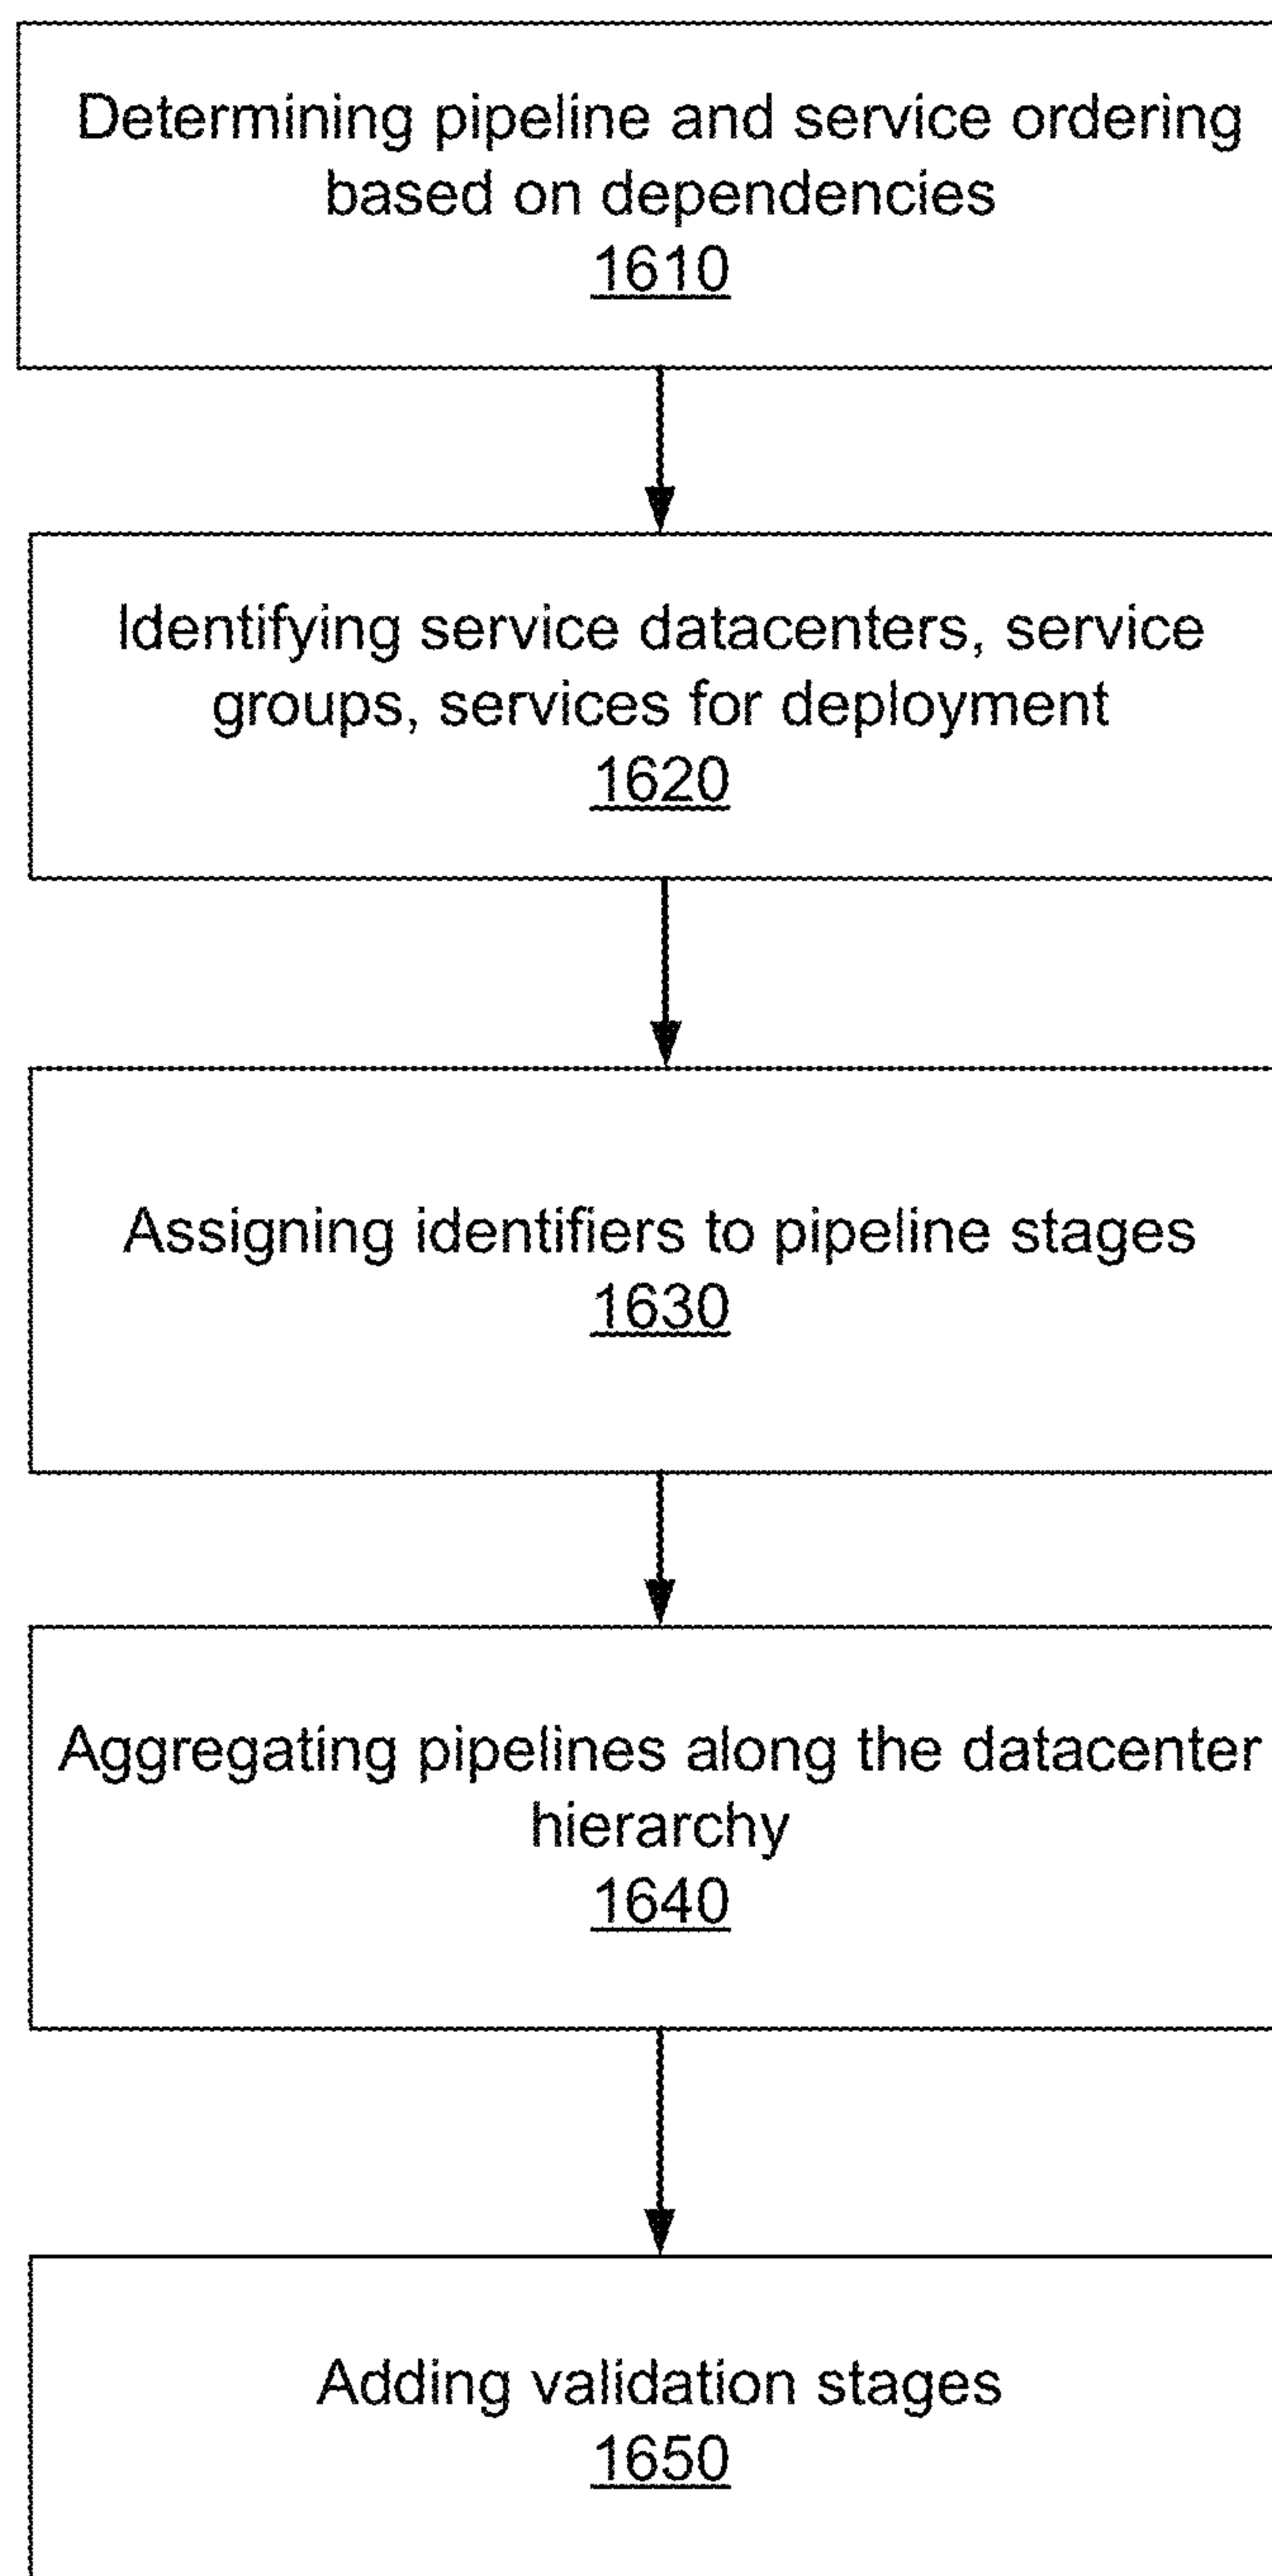 Determining pipeline and service ordering
based on dependencies
1610
Identifying service datacenters, service
groups, services for deployment
1620
Assigning identifiers to pipeline stages
1630
Aggregating pipelines along the datacenter
hierarchy
1640
Adding validation stages
1650